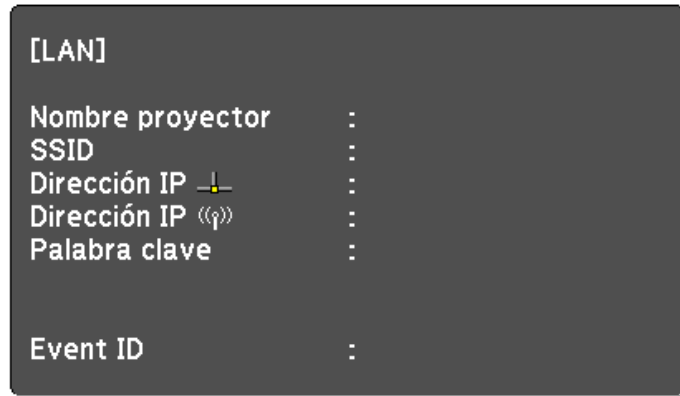 [LAN]
Nombre proyector :
SSID :
Dirección IP :
Dirección IP :
Palabra clave :
Event ID :